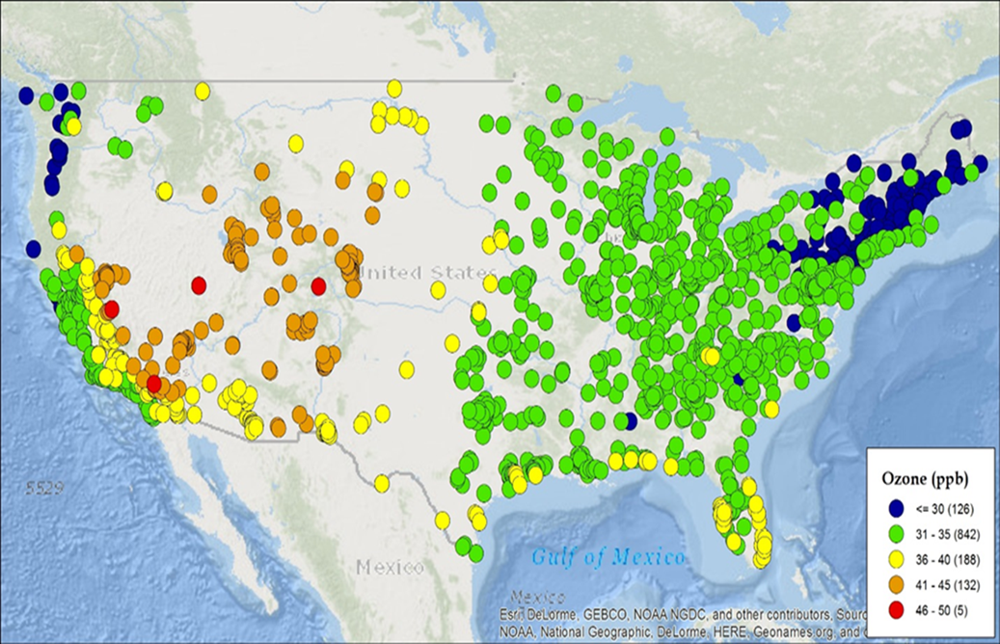 United States
5529
Mexico
Gulf of Mexico
Mexico
Esri, DeLorme, GEBCO, NOAA NGDC, and other contributors, Sourc
NOAA, National Geographic, DeLorme, HERE, Geonames.org, and
Ozone (ppb)
<= 30 (126)
31 - 35 (842)
36 - 40 (188)
41 - 45 (132)
46 - 50 (5)